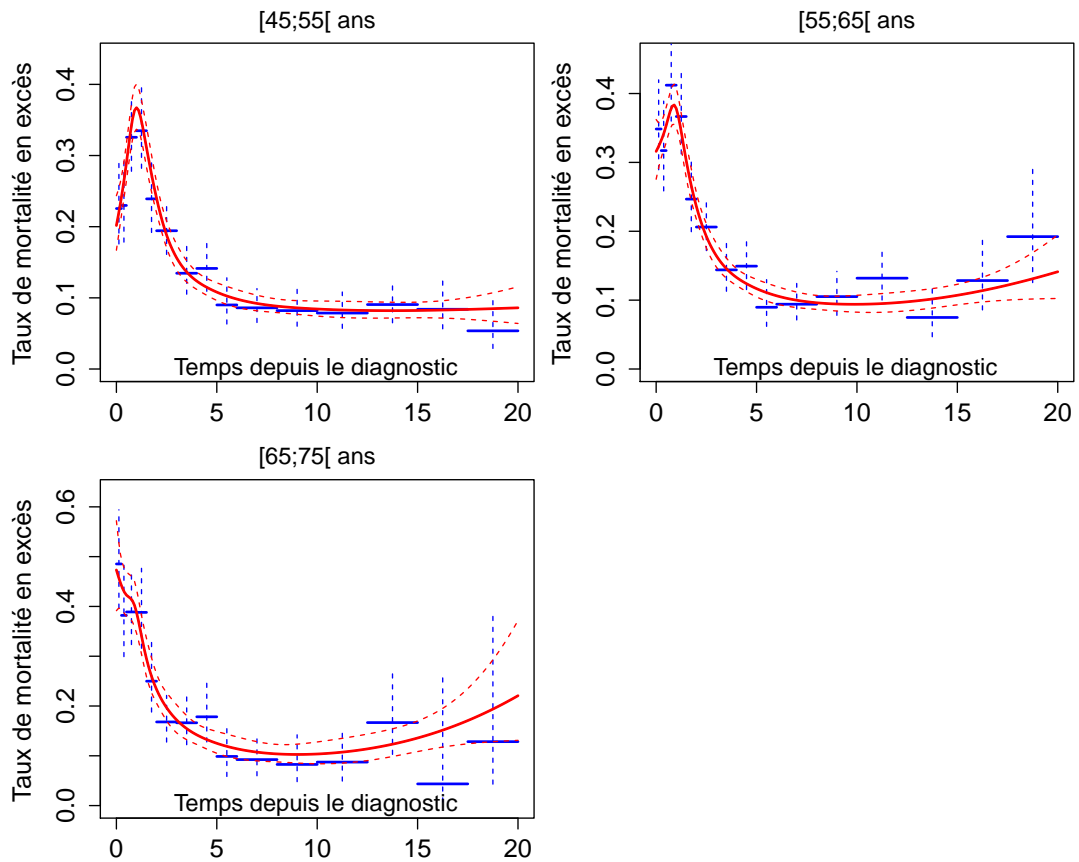 [45;55[ ans
Taux de mortalité en excès
0.0 0.1 0.2 0.3 0.4
Temps depuis le diagnostic
0 5 10 15 20
[55;65[ ans
Taux de mortalité en excès
0.0 0.1 0.2 0.3 0.4
Temps depuis le diagnostic
0 5 10 15 20
[65;75[ ans
Taux de mortalité en excès
0.0 0.2 0.4 0.6
Temps depuis le diagnostic
0 5 10 15 20